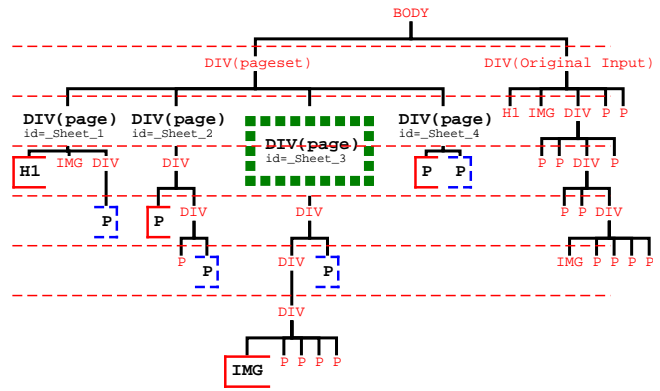 BODY
DIV(pageset) DIV(Original Input)
DIV(page) DIV(page) DIV(page) DIV(page) H1 IMG DIV P P
id=_Sheet_1 id=_Sheet_2 id=_Sheet_3 id=_Sheet_4
H1 IMG DIV DIV P P P P DIV P
P P DIV DIV P P DIV
P P DIV P IMG P P P P
DIV
IMG P P P P